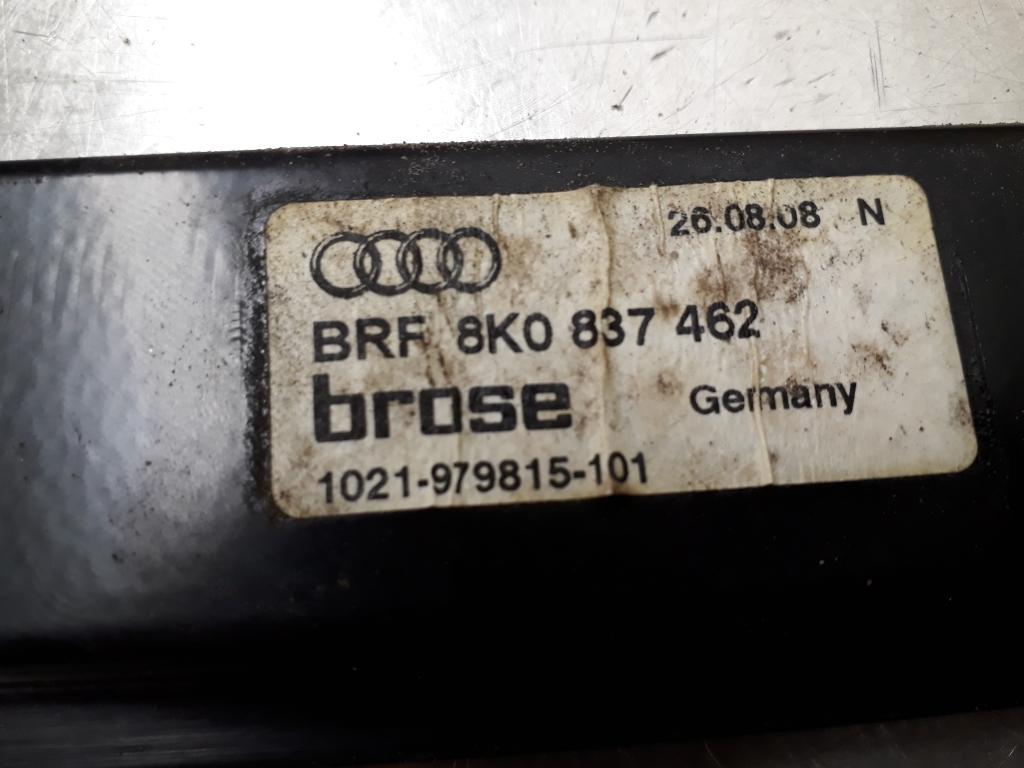 26.08.08 N
BRF 8K0 837 462
brose Germany
1021-979815-101